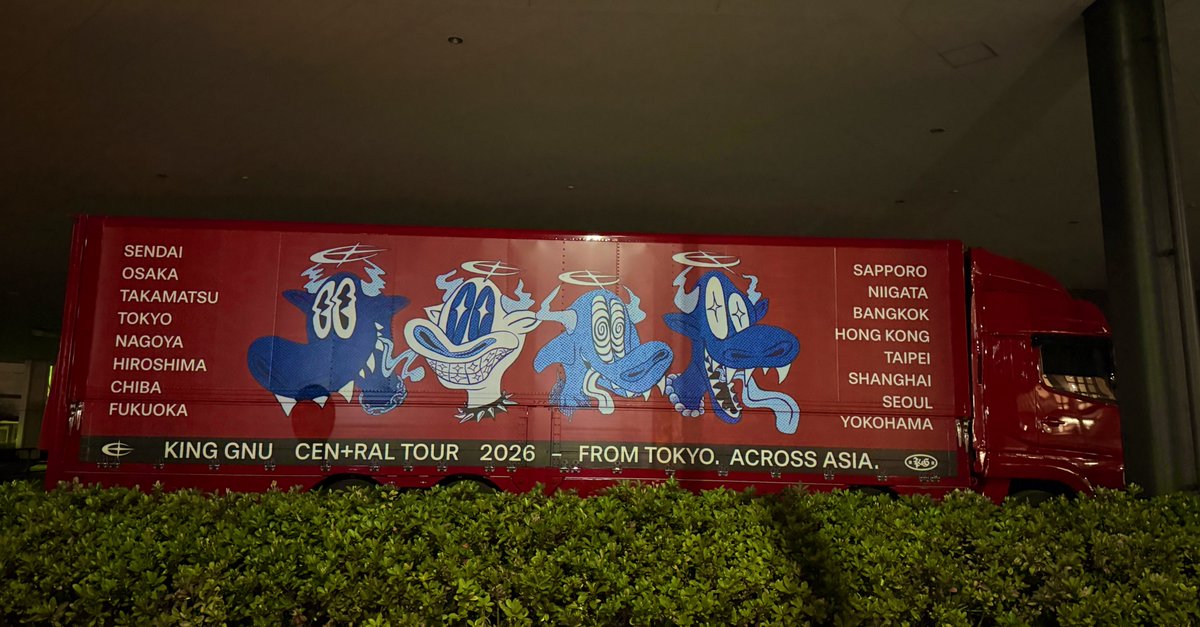 SENDAI
OSAKA
TAKAMATSU
TOKYO
NAGOYA
HIROSHIMA
CHIBA
FUKUOKA
SAPPORO
NIIGATA
BANGKOK
HONG KONG
TAIPEI
SHANGHAI
SEOUL
YOKOHAMA
KING GNU CEN+RAL TOUR 2026 – FROM TOKYO. ACROSS ASIA.